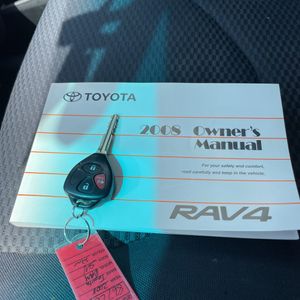 TOYOTA
2008 Owner's
Manual
For your safety and comfort,
read carefully and keep in the vehicle.
RAV4